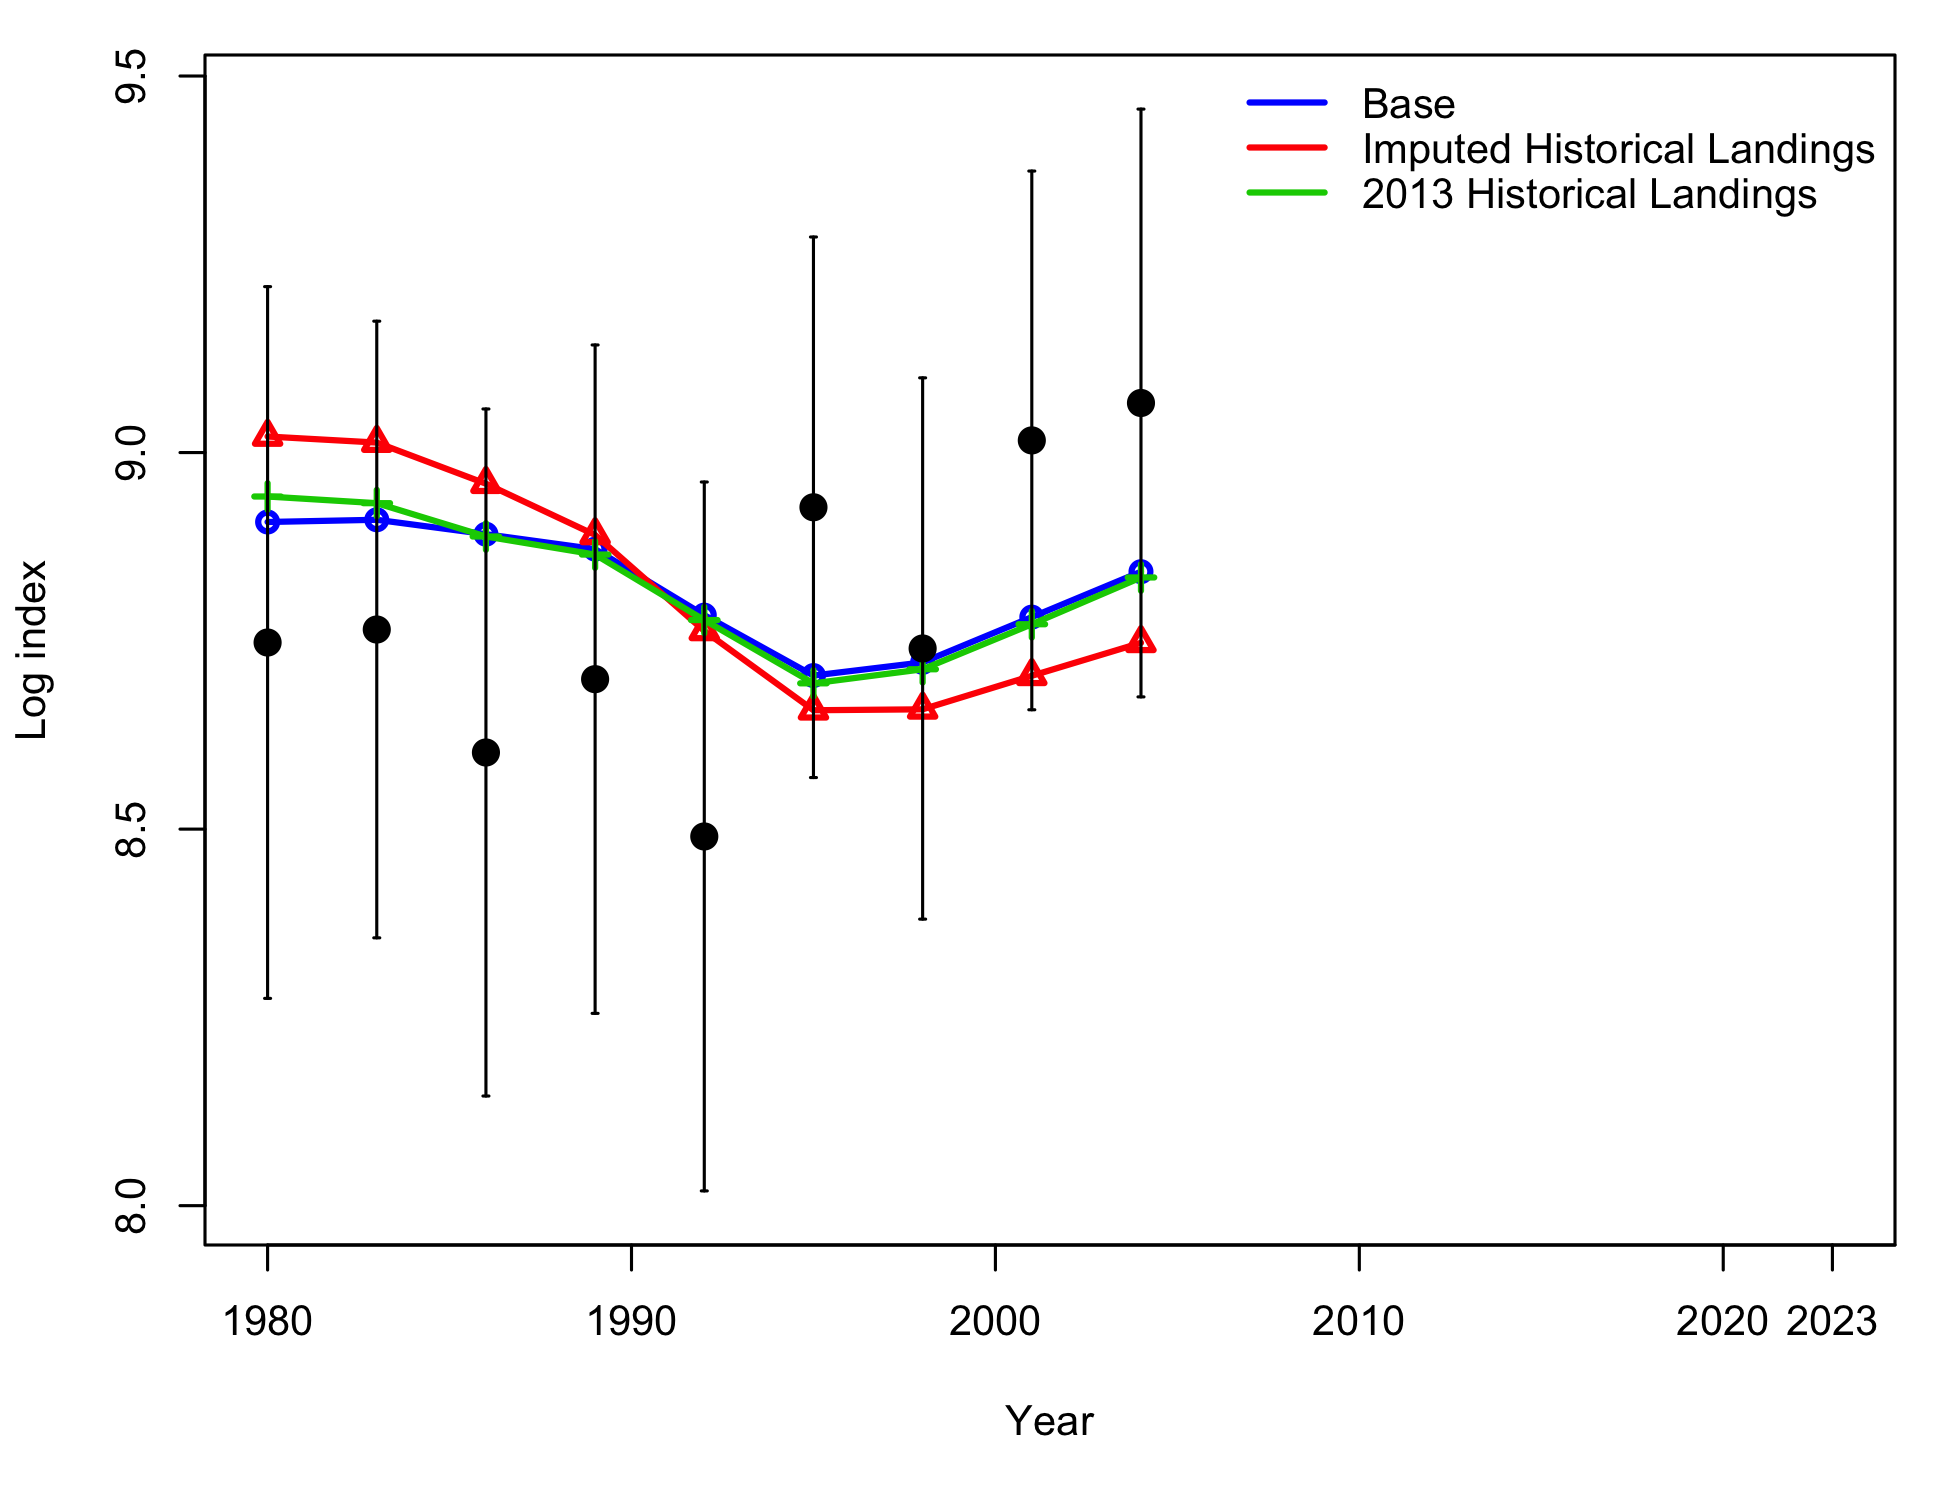 9.5
9.0
8.5
8.0
Log index
Base
Imputed Historical Landings
2013 Historical Landings
1980 1990 2000 2010 2020 2023
Year